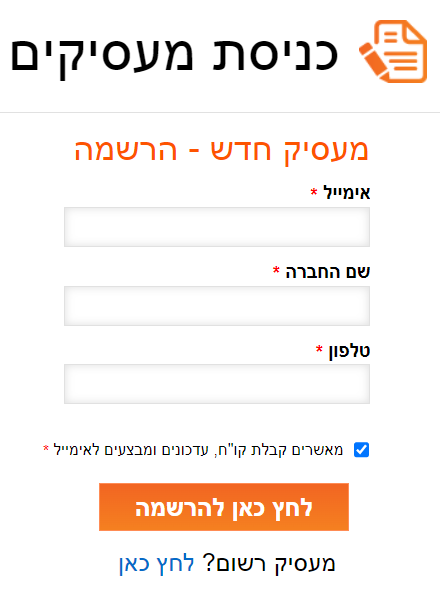 כניסת מעסיקים
מעסיק חדש - הרשמה
אימייל *
שם החברה *
טלפון *
מאשרים קבלת קו"ח, עדכונים ומבצעים לאימייל *
לחץ כאן להרשמה
מעסיק רשום? לחץ כאן